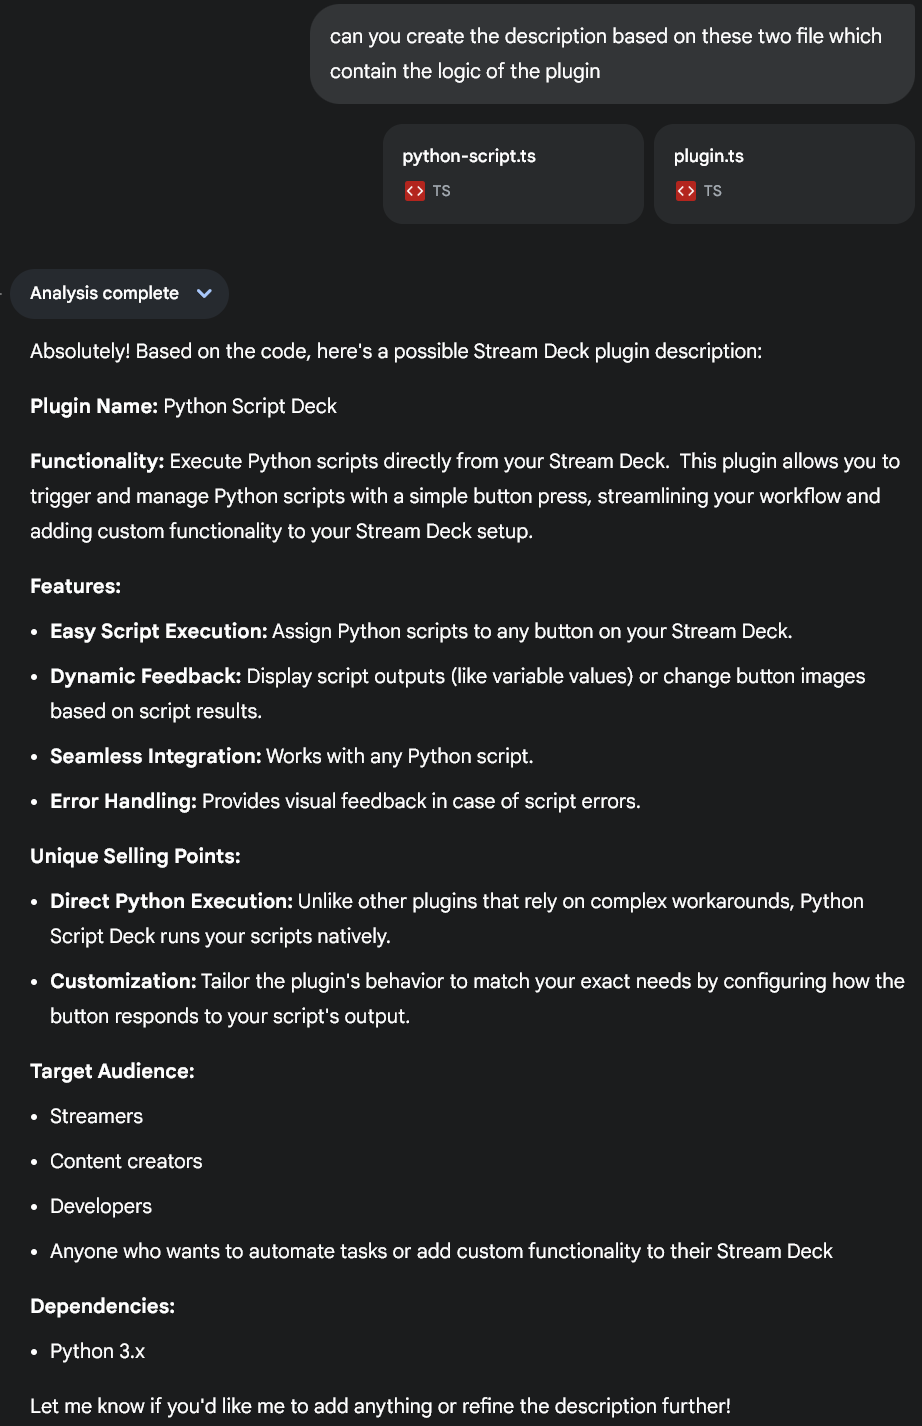 can you create the description based on these two file which
contain the logic of the plugin
python-script.ts
TS
plugin.ts
TS
Analysis complete
Absolutely! Based on the code, here's a possible Stream Deck plugin description:
Plugin Name: Python Script Deck
Functionality: Execute Python scripts directly from your Stream Deck.  This plugin allows you to
trigger and manage Python scripts with a simple button press, streamlining your workflow and
adding custom functionality to your Stream Deck setup.
Features:
• Easy Script Execution: Assign Python scripts to any button on your Stream Deck.
• Dynamic Feedback: Display script outputs (like variable values) or change button images
based on script results.
• Seamless Integration: Works with any Python script.
• Error Handling: Provides visual feedback in case of script errors.
Unique Selling Points:
• Direct Python Execution: Unlike other plugins that rely on complex workarounds, Python
Script Deck runs your scripts natively.
• Customization: Tailor the plugin's behavior to match your exact needs by configuring how the
button responds to your script's output.
Target Audience:
• Streamers
• Content creators
• Developers
• Anyone who wants to automate tasks or add custom functionality to their Stream Deck
Dependencies:
• Python 3.x
Let me know if you'd like me to add anything or refine the description further!